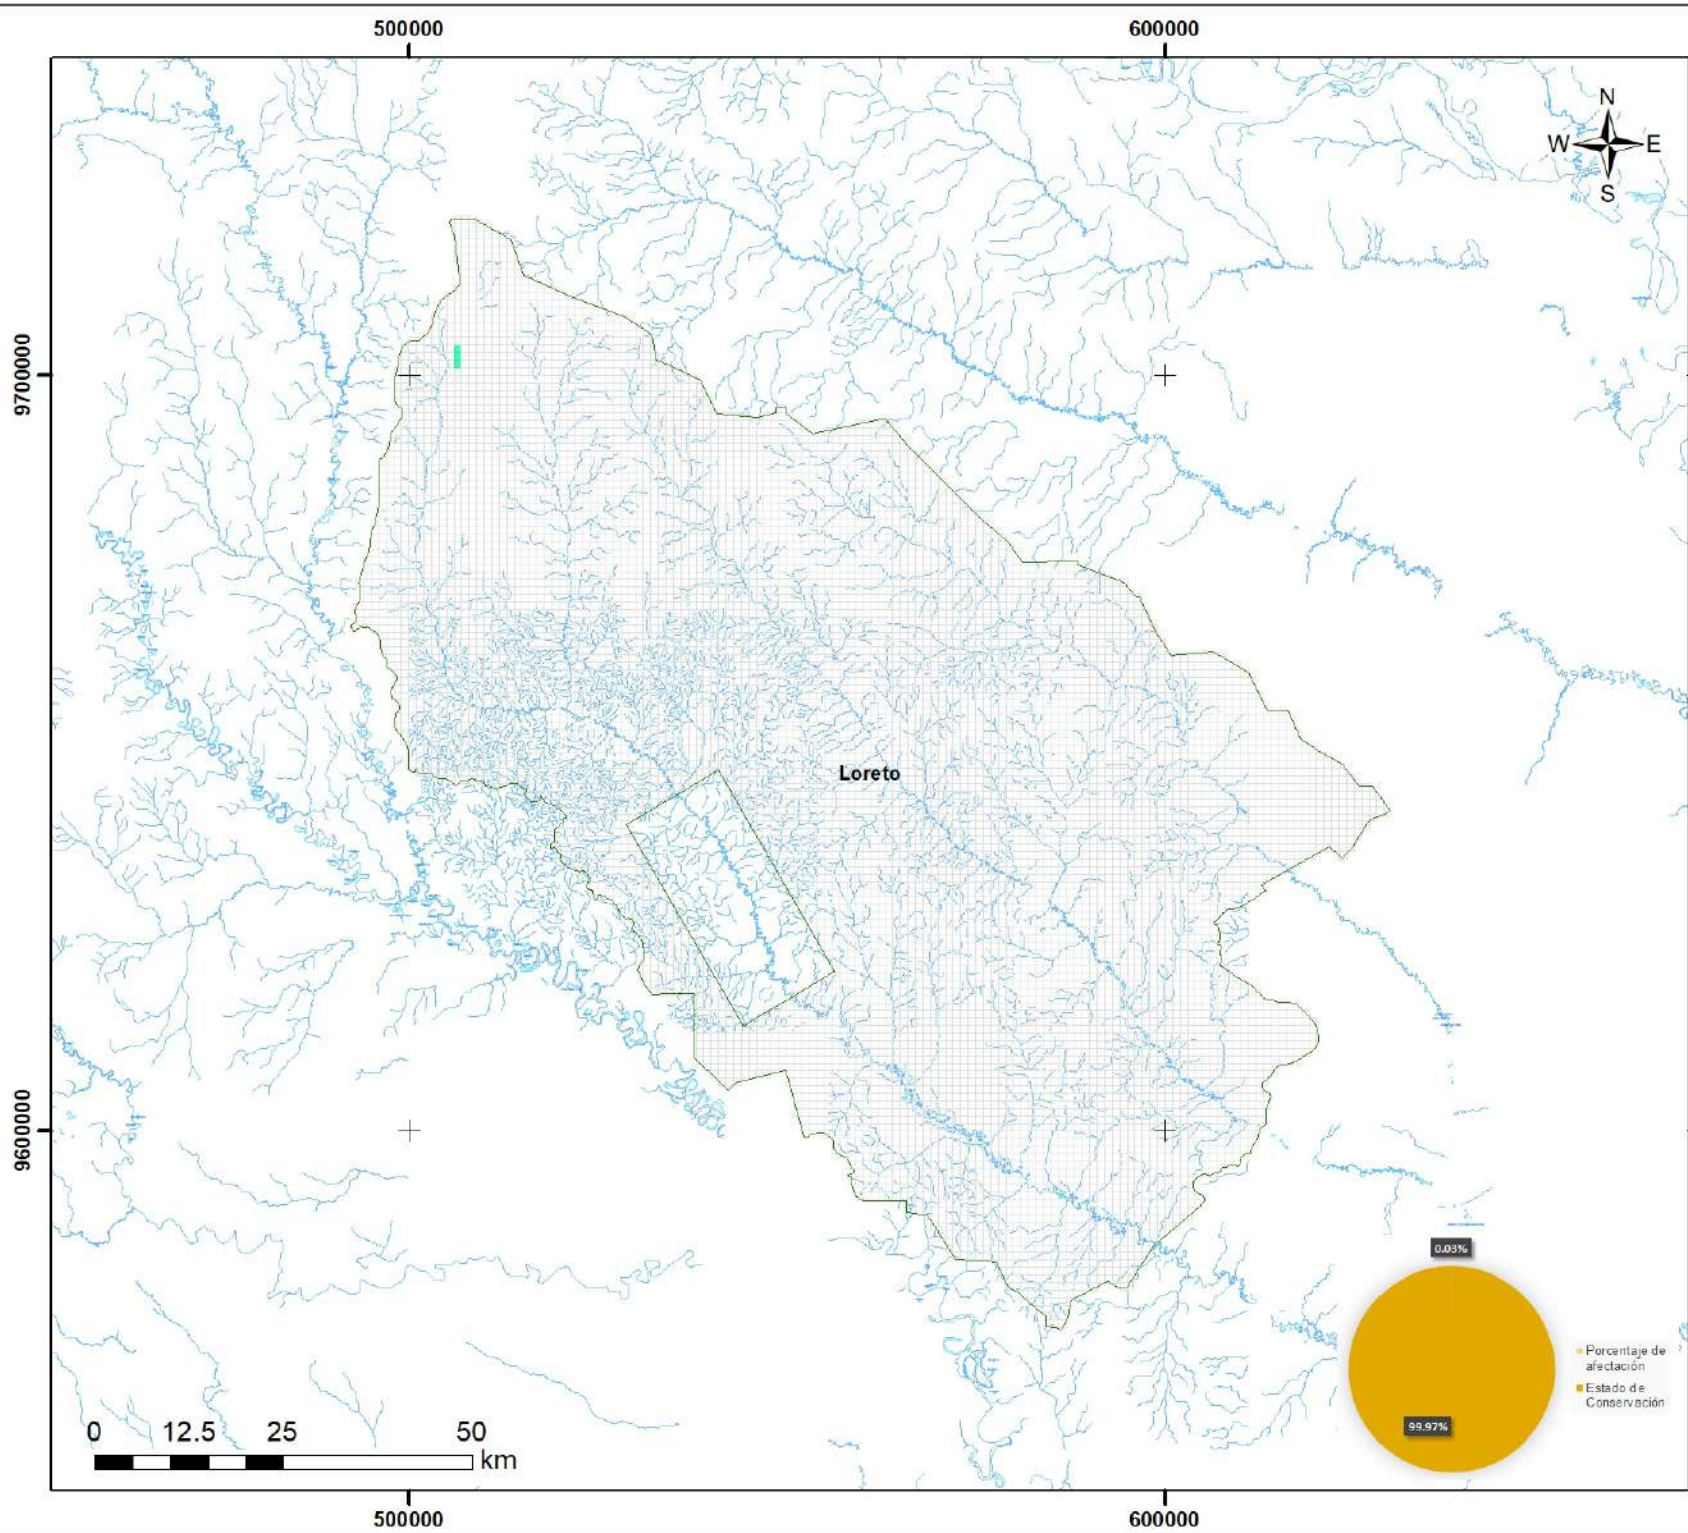 500000
600000
N
W E
S
9700000
Loreto
9600000
0.03%
Porcentaje de
afectación
Estado de
Conservación
99.97%
0 12.5 25 50
km
500000
600000